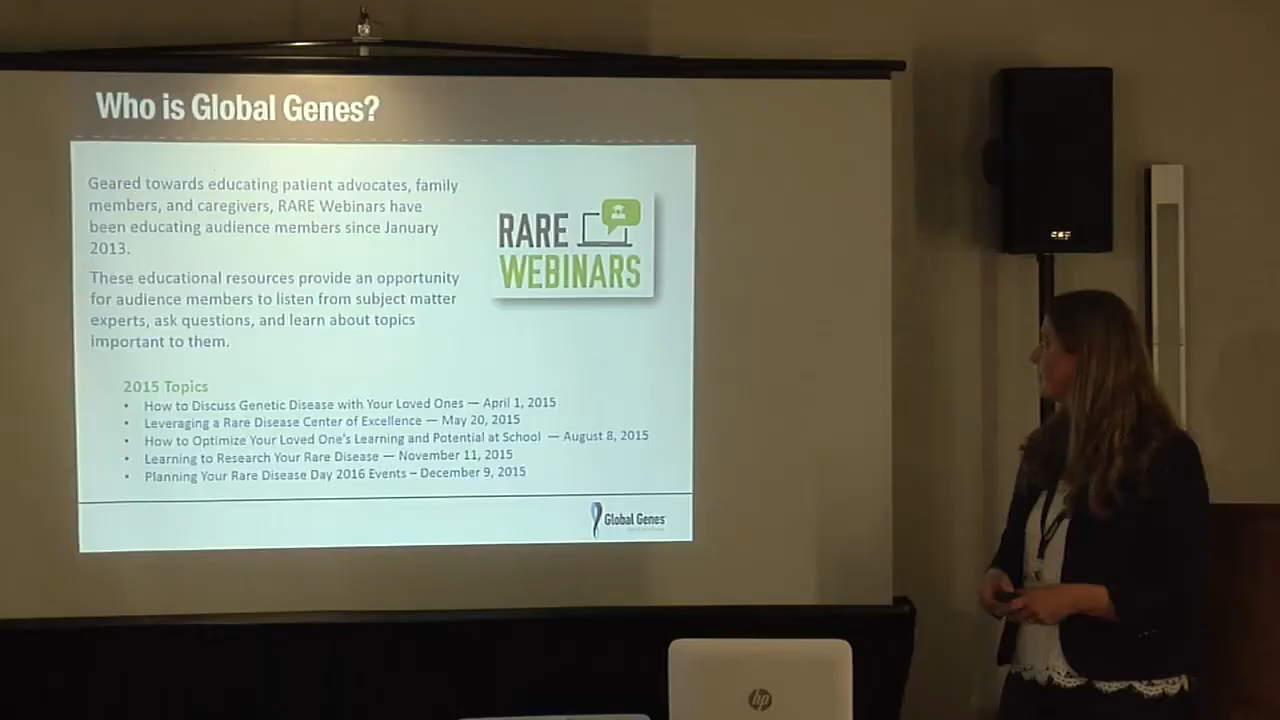 Who is Global Genes?
Geared towards educating patient advocates, family
members, and caregivers, RARE Webinars have
been educating audience members since January
2013.
These educational resources provide an opportunity
for audience members to listen from subject matter
experts, ask questions, and learn about topics
important to them.
RARE
WEBINARS
2015 Topics
• How to Discuss Genetic Disease with Your Loved Ones — April 1, 2015
• Leveraging a Rare Disease Center of Excellence — May 20, 2015
• How to Optimize Your Loved One's Learning and Potential at School — August 8, 2015
• Learning to Research Your Rare Disease — November 11, 2015
• Planning Your Rare Disease Day 2016 Events – December 9, 2015
Global Genes
hp